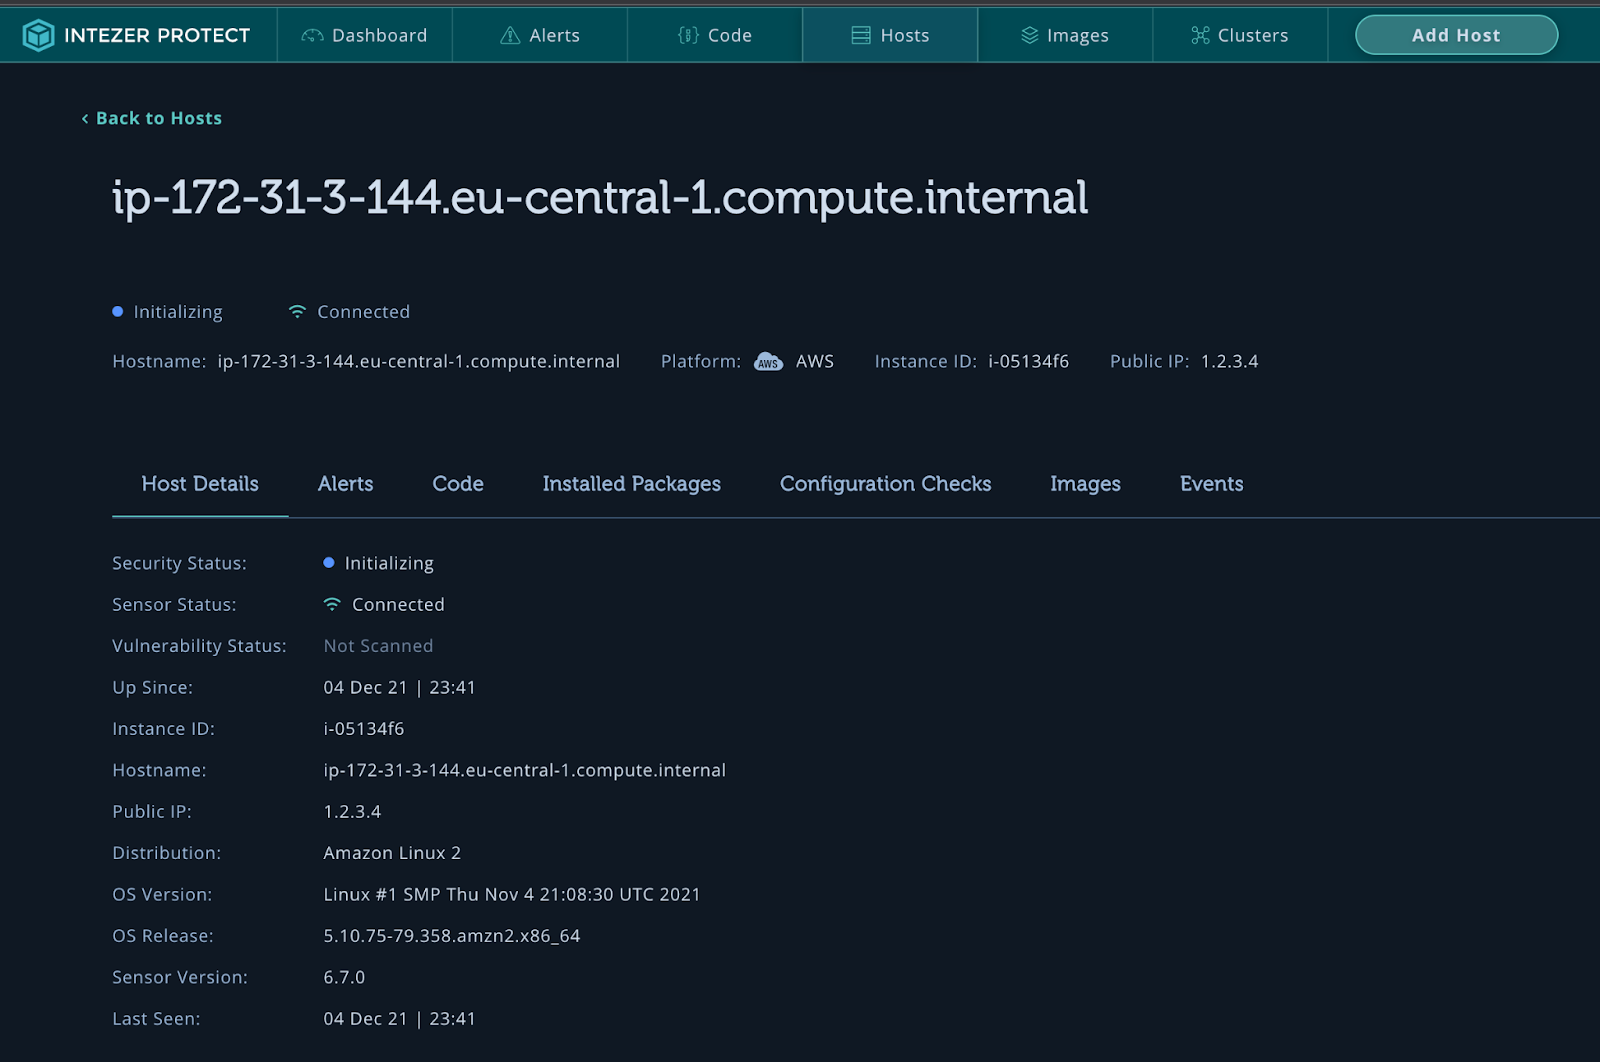 INTEZER PROTECT Dashboard Alerts Code Hosts Images Clusters Add Host
‹ Back to Hosts
ip-172-31-3-144.eu-central-1.compute.internal
Initializing Connected
Hostname: ip-172-31-3-144.eu-central-1.compute.internal Platform: AWS AWS Instance ID: i-05134f6 Public IP: 1.2.3.4
Host Details Alerts Code Installed Packages Configuration Checks Images Events
Security Status: Initializing
Sensor Status: Connected
Vulnerability Status: Not Scanned
Up Since: 04 Dec 21 | 23:41
Instance ID: i-05134f6
Hostname: ip-172-31-3-144.eu-central-1.compute.internal
Public IP: 1.2.3.4
Distribution: Amazon Linux 2
OS Version: Linux #1 SMP Thu Nov 4 21:08:30 UTC 2021
OS Release: 5.10.75-79.358.amzn2.x86_64
Sensor Version: 6.7.0
Last Seen: 04 Dec 21 | 23:41